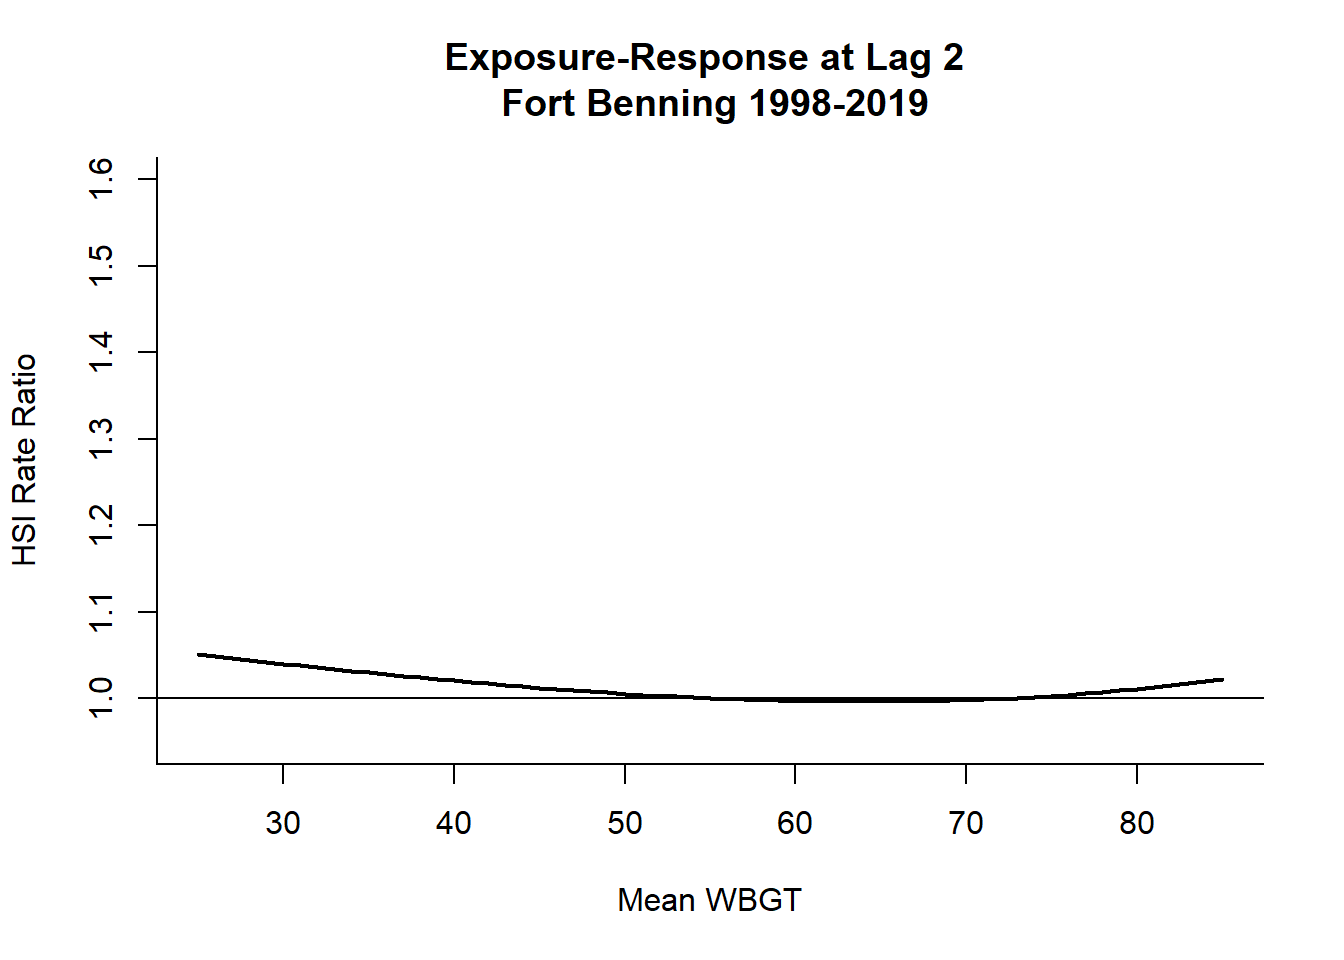 Exposure-Response at Lag 2
Fort Benning 1998-2019
HSI Rate Ratio
1.6
1.5
1.4
1.3
1.2
1.1
1.0
30 40 50 60 70 80
Mean WBGT